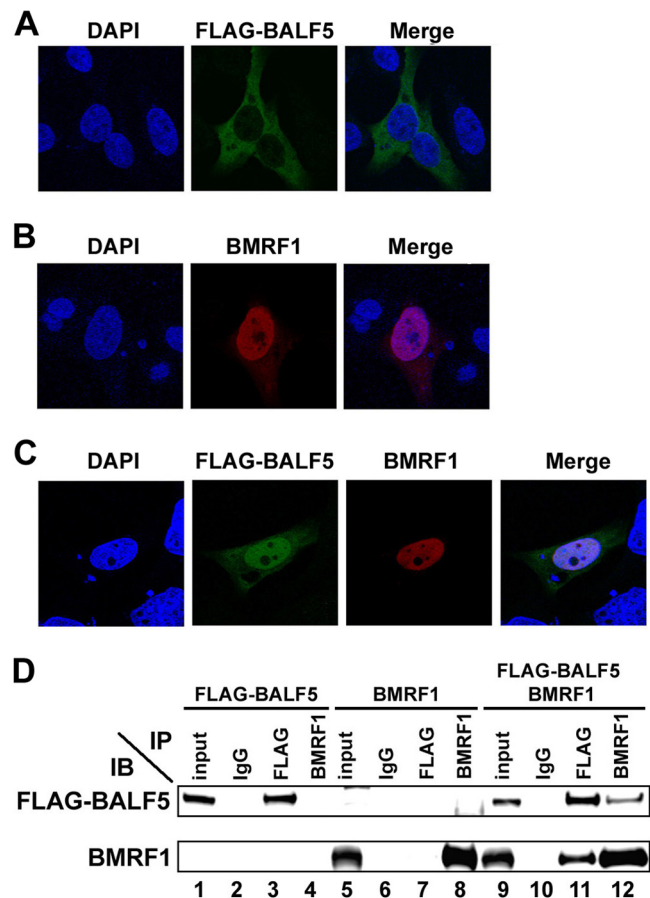 A
DAPI FLAG-BALF5 Merge
B
DAPI BMRF1 Merge
C
DAPI FLAG-BALF5 BMRF1 Merge
D
FLAG-BALF5 BMRF1 FLAG-BALF5
BMRF1
IP
IB
input IgG FLAG BMRF1 input IgG FLAG BMRF1 input IgG FLAG BMRF1
FLAG-BALF5
BMRF1
1 2 3 4 5 6 7 8 9 10 11 12